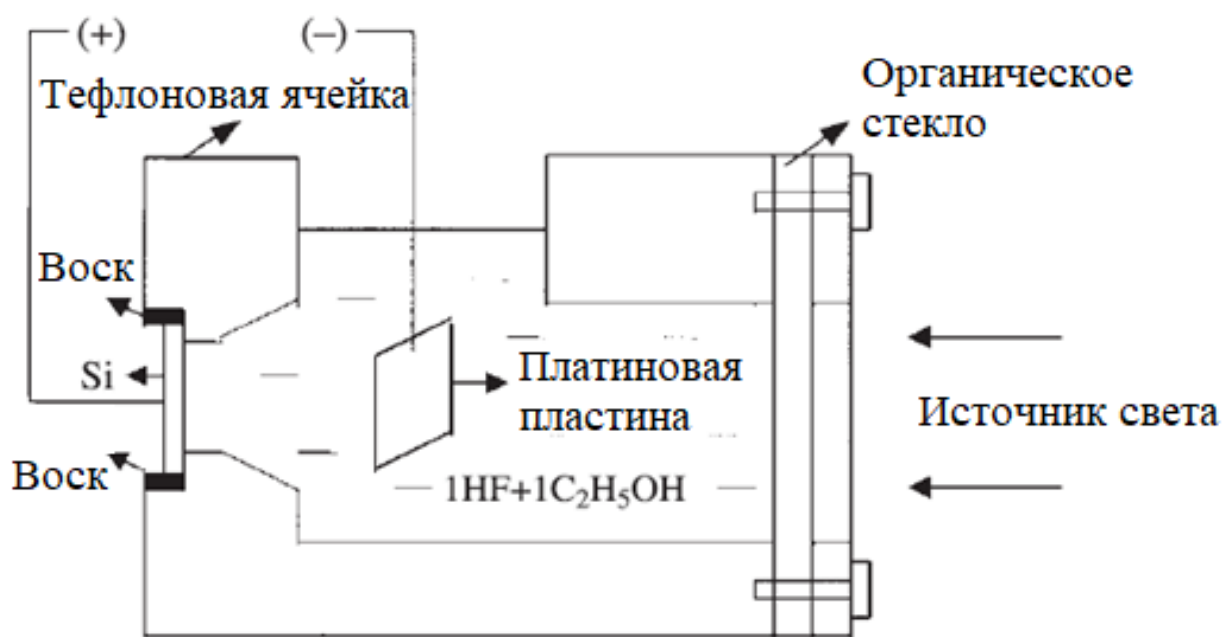 (+)
(–)
Тефлоновая ячейка
Органическое
стекло
Воск
Si
Платиновая
пластина
Источник света
Воск
1HF+1C₂H₅OH